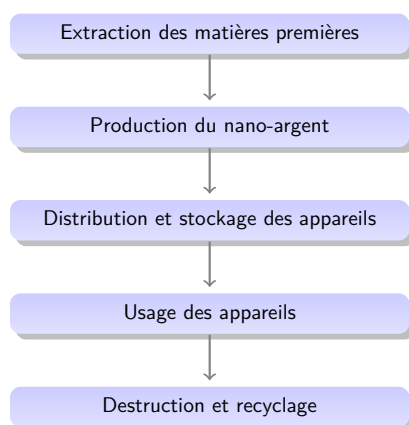 Extraction des matières premières
Production du nano-argent
Distribution et stockage des appareils
Usage des appareils
Destruction et recyclage